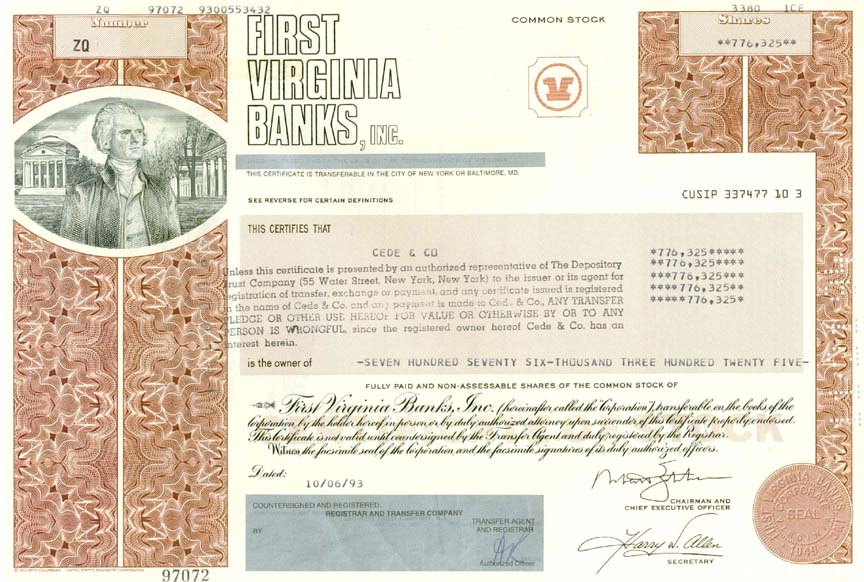 ZQ 97072 9300553432
3380 ICE
Number
ZQ
FIRST
VIRGINIA
BANKS, INC.
COMMON STOCK
Shares
**776,325**
THIS CERTIFICATE IS TRANSFERABLE IN THE CITY OF NEW YORK OR BALTIMORE, MD.
CUSIP 337477 10 3
SEE REVERSE FOR CERTAIN DEFINITIONS
THIS CERTIFIES THAT
CEDE & CO
*776,325*****
**776,325****
***776,325***
****776,325**
*****776,325*
Unless this certificate is presented by an authorized representative of The Depository
Trust Company (55 Water Street, New York, New York) to the issuer or its agent for
registration of transfer, exchange or payment, and any certificate issued is registered
in the name of Cede & Co. and any payment is made to Cede & Co., ANY TRANSFER
PLEDGE OR OTHER USE HEREOF FOR VALUE OR OTHERWISE BY OR TO ANY
PERSON IS WRONGFUL, since the registered owner hereof Cede & Co. has an
interest herein.
is the owner of -SEVEN HUNDRED SEVENTY SIX-THOUSAND THREE HUNDRED TWENTY FIVE-
FULLY PAID AND NON-ASSESSABLE SHARES OF THE COMMON STOCK OF
First Virginia Banks, Inc. (hereinafter called the "Corporation"), transferable on the books of the
corporation, by the holder hereof in person, or by duly authorized attorney upon surrender of this Certificate properly endorsed.
This Certificate is not valid until countersigned by the Transfer Agent and duly registered by the Registrar.
Witness the facsimile seal of the Corporation and the facsimile signatures of its duly authorized officers.
Dated:
10/06/93
CHAIRMAN AND
CHIEF EXECUTIVE OFFICER
COUNTERSIGNED AND REGISTERED:
REGISTRAR AND TRANSFER COMPANY
BY
TRANSFER AGENT
AND REGISTRAR
Authorized Officer
Harry W. Allen
SECRETARY
SEAL
1949
97072